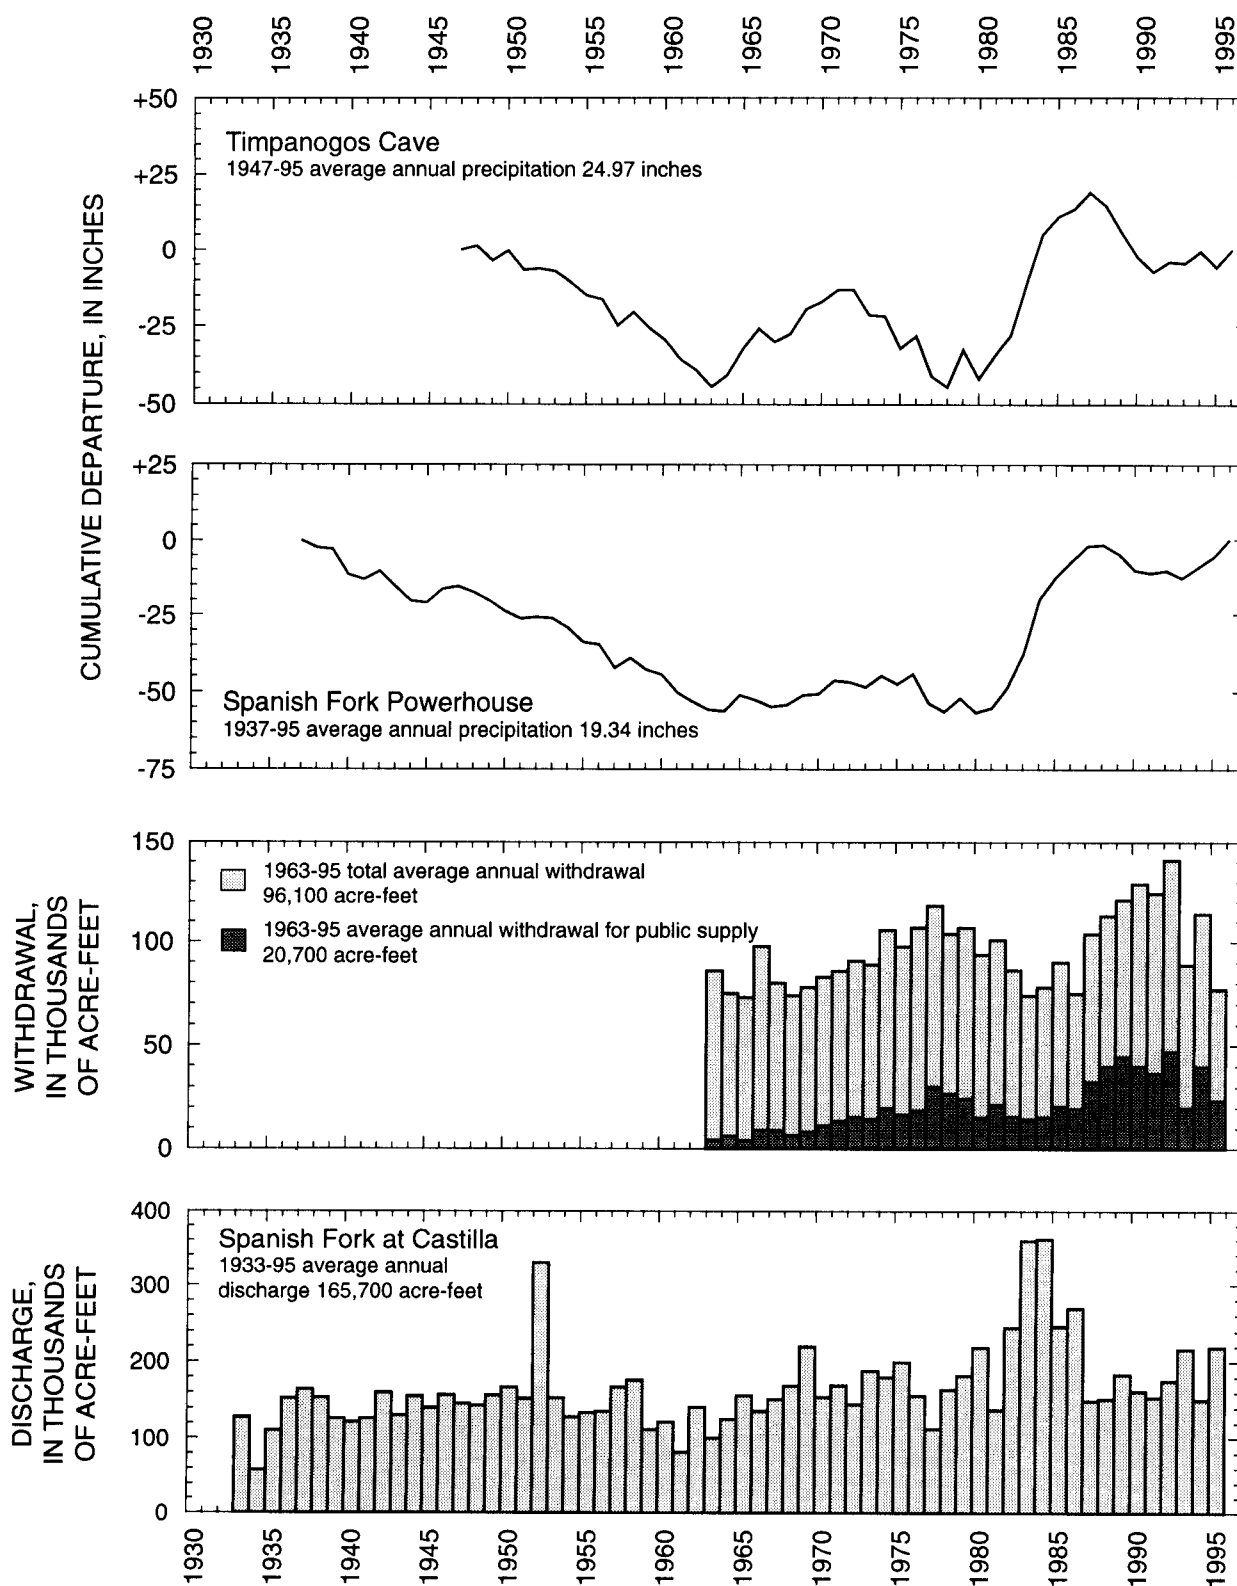 1930 1935 1940 1945 1950 1955 1960 1965 1970 1975 1980 1985 1990 1995
CUMULATIVE DEPARTURE, IN INCHES
+50
Timpanogos Cave
1947-95 average annual precipitation 24.97 inches
+25
0
-25
-50
+25
0
-25
-50
Spanish Fork Powerhouse
1937-95 average annual precipitation 19.34 inches
-75
WITHDRAWAL,
IN THOUSANDS
OF ACRE-FEET
150
1963-95 total average annual withdrawal
96,100 acre-feet
1963-95 average annual withdrawal for public supply
100
20,700 acre-feet
50
0
DISCHARGE,
IN THOUSANDS
OF ACRE-FEET
400
Spanish Fork at Castilla
1933-95 average annual
300
discharge 165,700 acre-feet
200
100
0
1930 1935 1940 1945 1950 1955 1960 1965 1970 1975 1980 1985 1990 1995